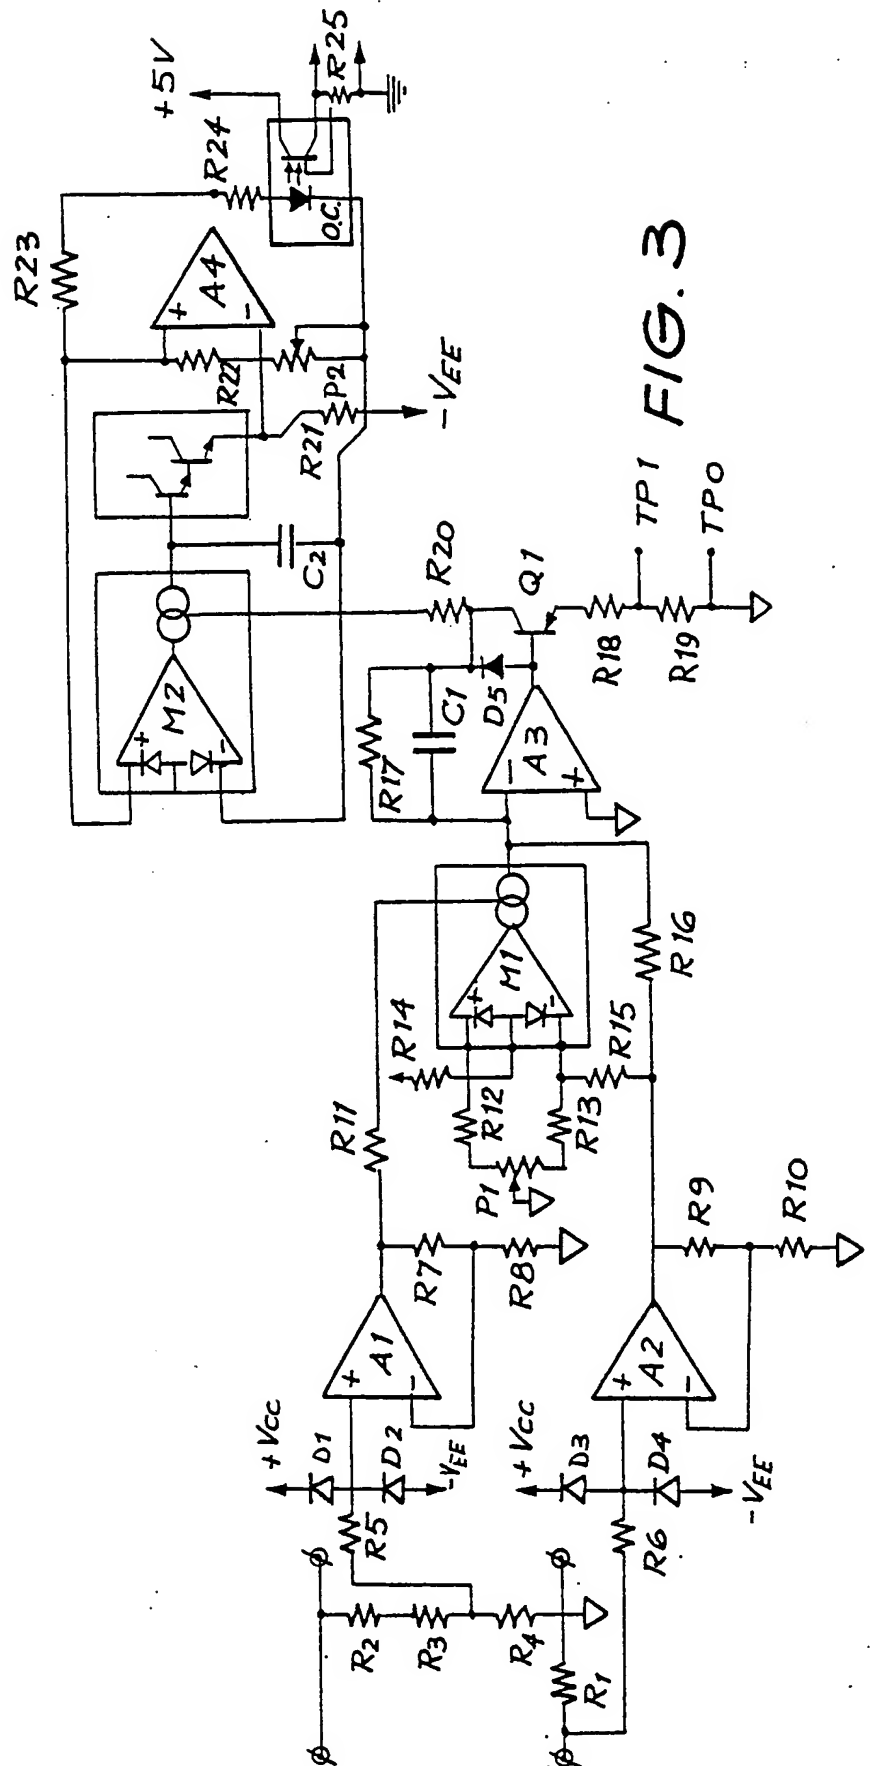 +5V
R25
R24
R23
O.C.
A4
+
-
R22
P2
R21
-VEE
C2
M2
+
-
R20
Q1
D5
C1
R17
A3
-
+
R18
R19
TP1
TP0
FIG. 3
R16
R15
M1
+
-
R14
R12
R13
P1
R11
R7
R8
R9
R10
A1
+
-
A2
+
-
+Vcc
D1
D2
-VEE
+Vcc
D3
D4
-VEE
R5
R6
R2
R3
R4
R1